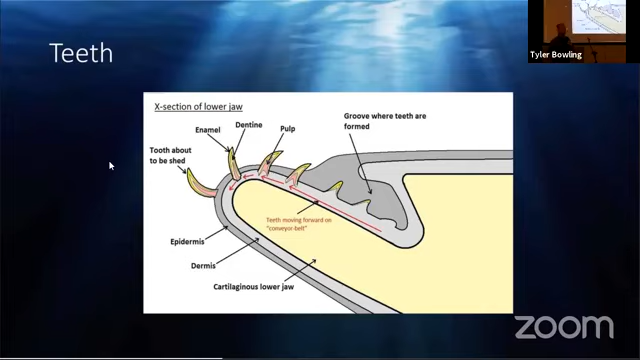 Teeth
Tyler Bowling
X-section of lower jaw
Groove where teeth are
formed
Enamel
Dentine
Pulp
Tooth about
to be shed
Teeth moving forward on
"conveyor-belt"
Epidermis
Dermis
Cartilaginous lower jaw
zoom